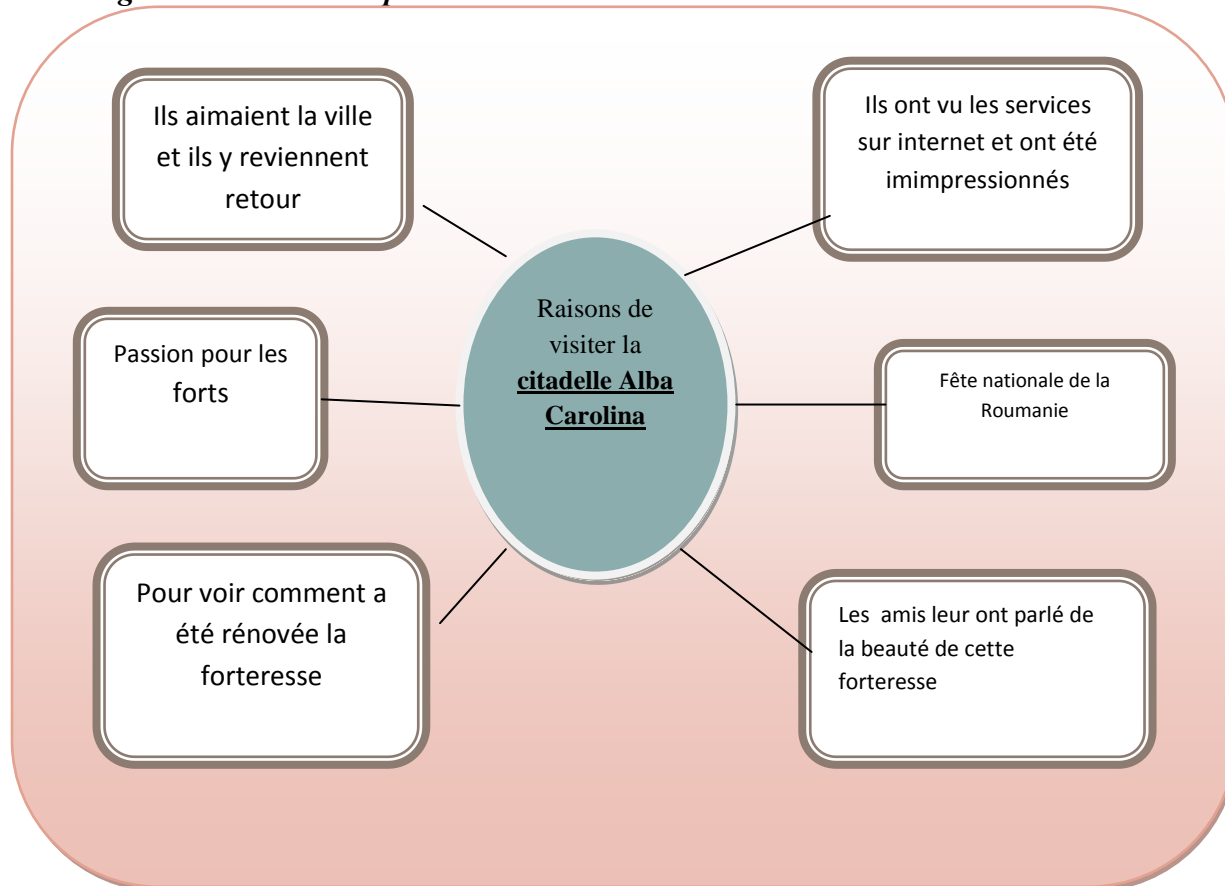 Ils aimaient la ville
et ils y reviennent
retour
Ils ont vu les services
sur internet et ont été
imimpressionnés
Raisons de
visiter la
citadelle Alba
Carolina
Passion pour les
forts
Fête nationale de la
Roumanie
Pour voir comment a
été rénovée la
forteresse
Les amis leur ont parlé de
la beauté de cette
forteresse